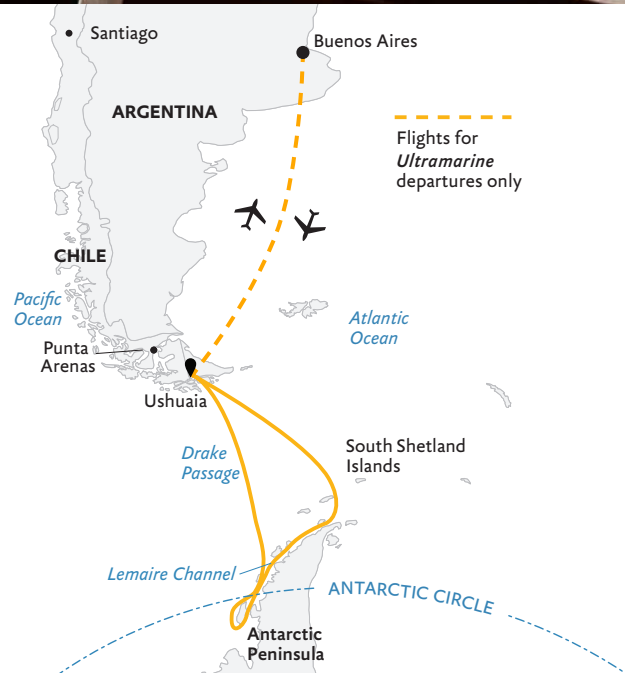 Santiago
Buenos Aires
ARGENTINA
Flights for
Ultramarine
departures only
CHILE
Pacific
Ocean
Atlantic
Ocean
Punta
Arenas
Ushuaia
Drake
Passage
South Shetland
Islands
Lemaire Channel
ANTARCTIC CIRCLE
Antarctic
Peninsula